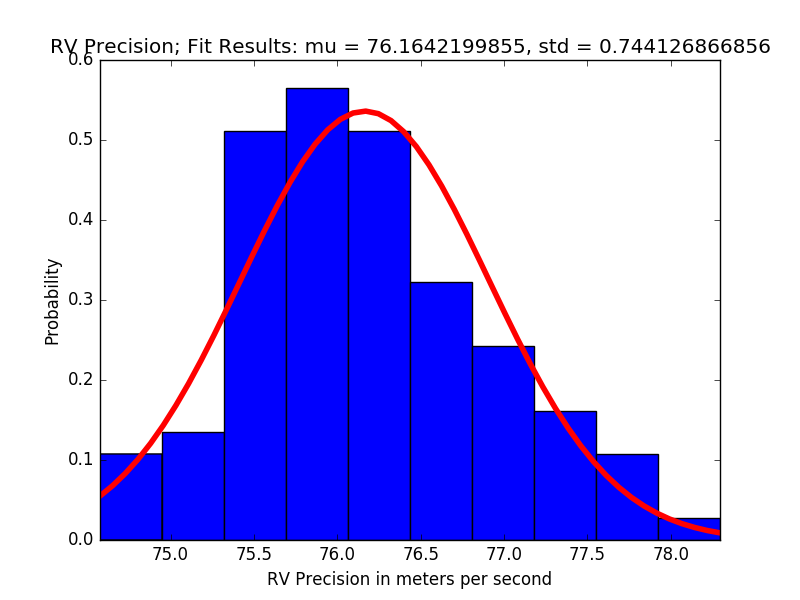 RV Precision; Fit Results: mu = 76.1642199855, std = 0.744126866856
0.6
0.5
0.4
0.3
0.2
0.1
0.0
Probability
75.0 75.5 76.0 76.5 77.0 77.5 78.0
RV Precision in meters per second